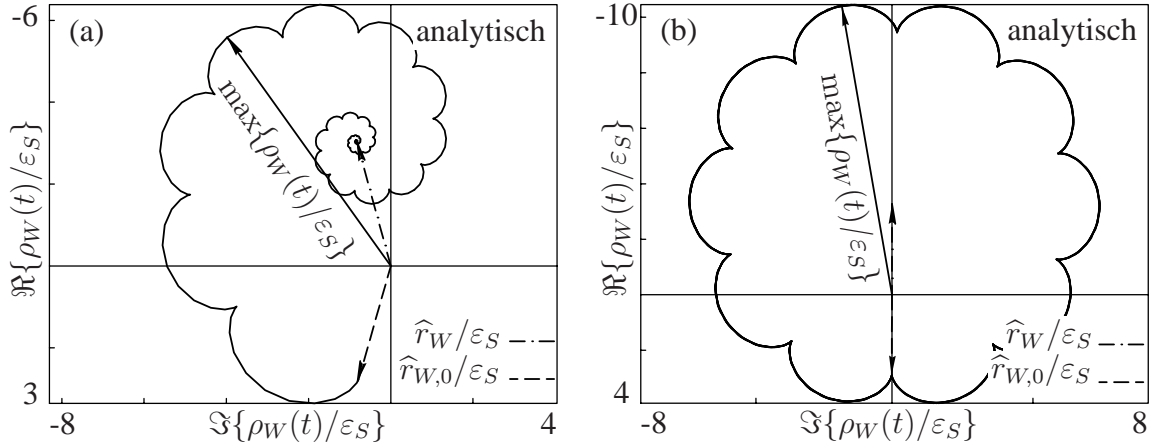 -6
(a)
analytisch
max{ρ_W(t)/ε_S}
ℜ{ρ_W(t)/ε_S}
r̂_W/ε_S
r̂_{W,0}/ε_S
3
-8
ℑ{ρ_W(t)/ε_S}
4
-10
(b)
analytisch
max{ρ_W(t)/ε_S}
ℜ{ρ_W(t)/ε_S}
r̂_W/ε_S
r̂_{W,0}/ε_S
4
-8
ℑ{ρ_W(t)/ε_S}
8